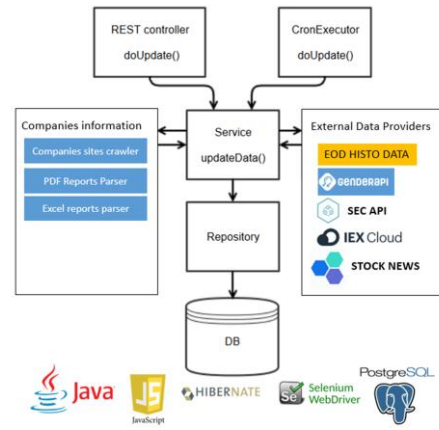 REST controller
doUpdate()
CronExecutor
doUpdate()
Companies information
Companies sites crawler
PDF Reports Parser
Excel reports parser
Service
updateData()
External Data Providers
EOD HISTO DATA
GENDERAPI
SEC API
IEX Cloud
STOCK NEWS
Repository
DB
Java
JS
JavaScript
HIBERNATE
Se
Selenium
WebDriver
PostgreSQL